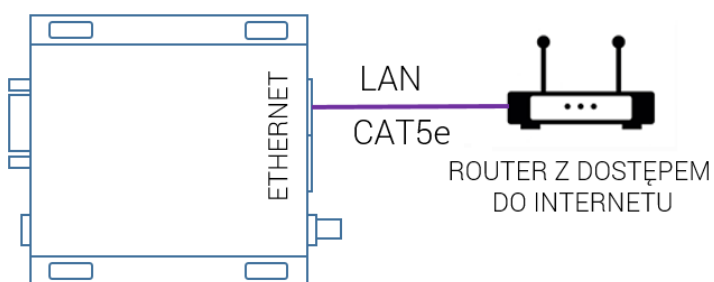 ETHERNET
LAN
CAT5e
ROUTER Z DOSTĘPEM
DO INTERNETU